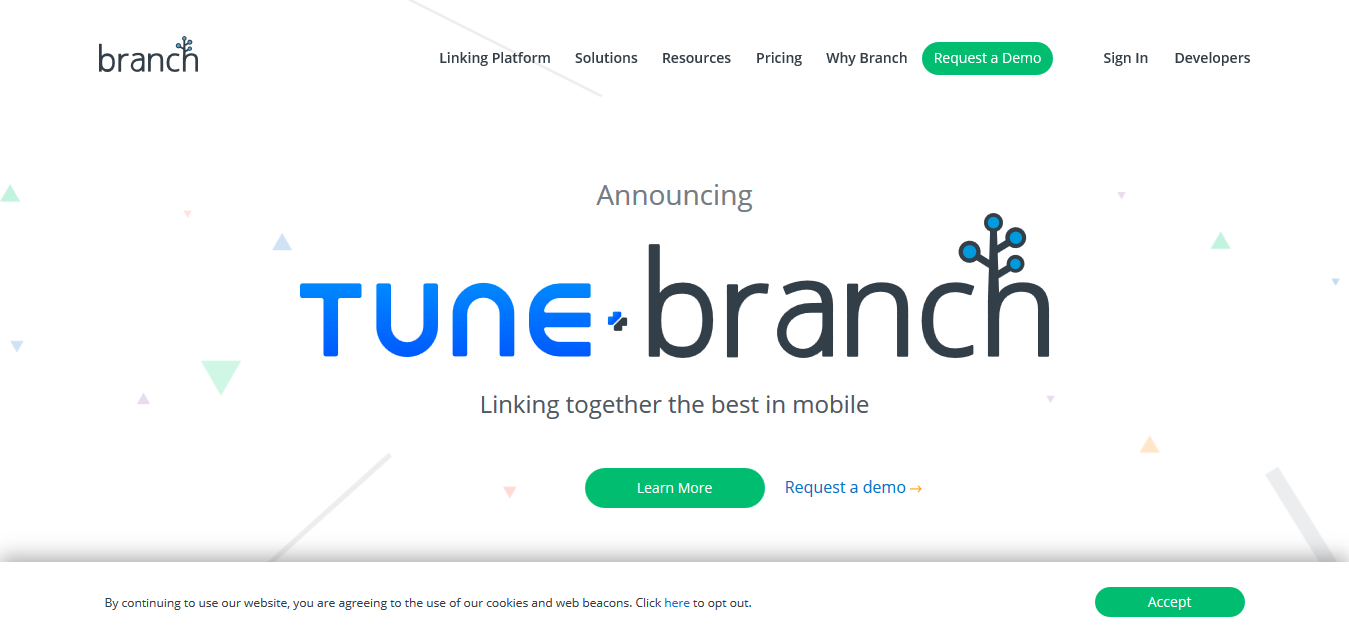 branch
Linking Platform Solutions Resources Pricing Why Branch Request a Demo Sign In Developers
Announcing
TUNE + branch
Linking together the best in mobile
Learn More Request a demo →
By continuing to use our website, you are agreeing to the use of our cookies and web beacons. Click here to opt out. Accept